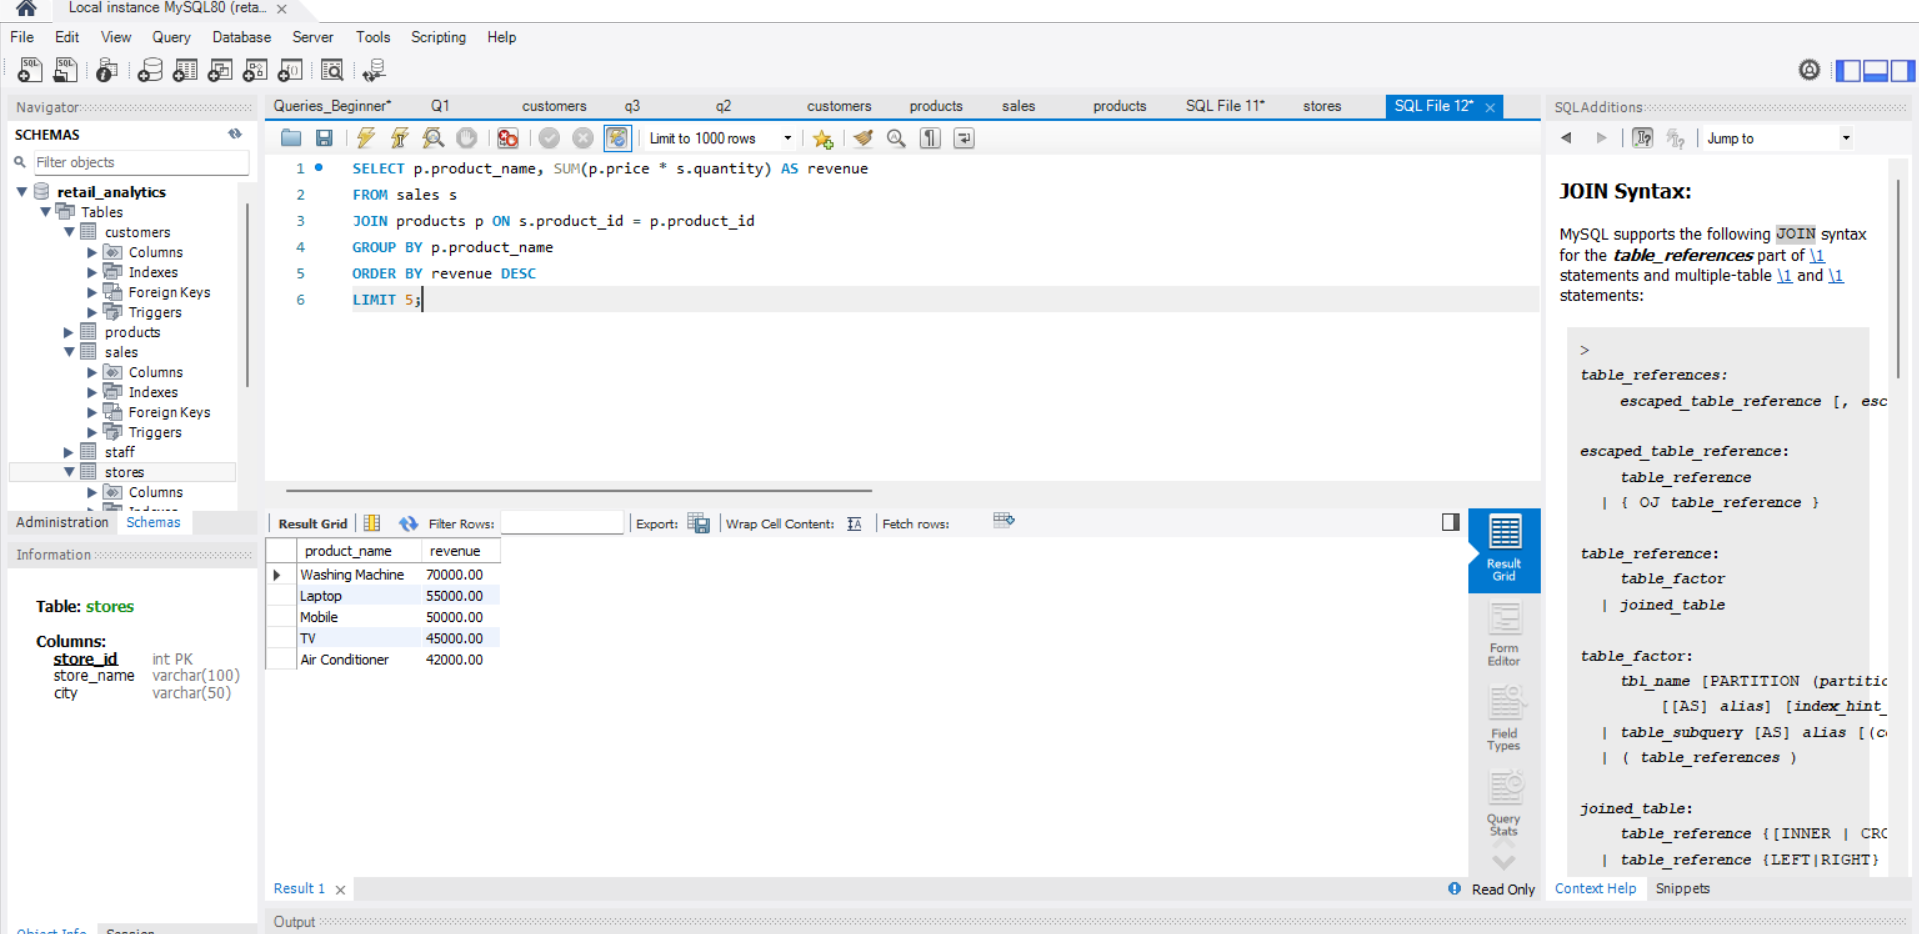 Local instance MySQL80 (reta...
File Edit View Query Database Server Tools Scripting Help
Navigator
SCHEMAS
Filter objects
retail_analytics
Tables
customers
Columns
Indexes
Foreign Keys
Triggers
products
sales
Columns
Indexes
Foreign Keys
Triggers
staff
stores
Columns
Administration Schemas
Information
Table: stores
Columns:
store_id int PK
store_name varchar(100)
city varchar(50)
Object Info Session
Queries_Beginner* Q1 customers q3 q2 customers products sales products SQL File 11* stores SQL File 12*
Limit to 1000 rows
1 SELECT p.product_name, SUM(p.price * s.quantity) AS revenue
2 FROM sales s
3 JOIN products p ON s.product_id = p.product_id
4 GROUP BY p.product_name
5 ORDER BY revenue DESC
6 LIMIT 5;
Result Grid Filter Rows: Export: Wrap Cell Content: Fetch rows:
product_name revenue
Washing Machine 70000.00
Laptop 55000.00
Mobile 50000.00
TV 45000.00
Air Conditioner 42000.00
Result
Grid
Form
Editor
Field
Types
Query
Stats
Result 1
Read Only
Output
SQLAdditions
Jump to
JOIN Syntax:
MySQL supports the following JOIN syntax
for the table_references part of \1
statements and multiple-table \1 and \1
statements:
>
table_references:
escaped_table_reference [, esc
escaped_table_reference:
table_reference
| { OJ table_reference }
table_reference:
table_factor
| joined_table
table_factor:
tbl_name [PARTITION (partitic
[[AS] alias] [index_hint_
| table_subquery [AS] alias [(co
| ( table_references )
joined_table:
table_reference {[INNER | CRO
| table_reference {LEFT|RIGHT}
Context Help Snippets